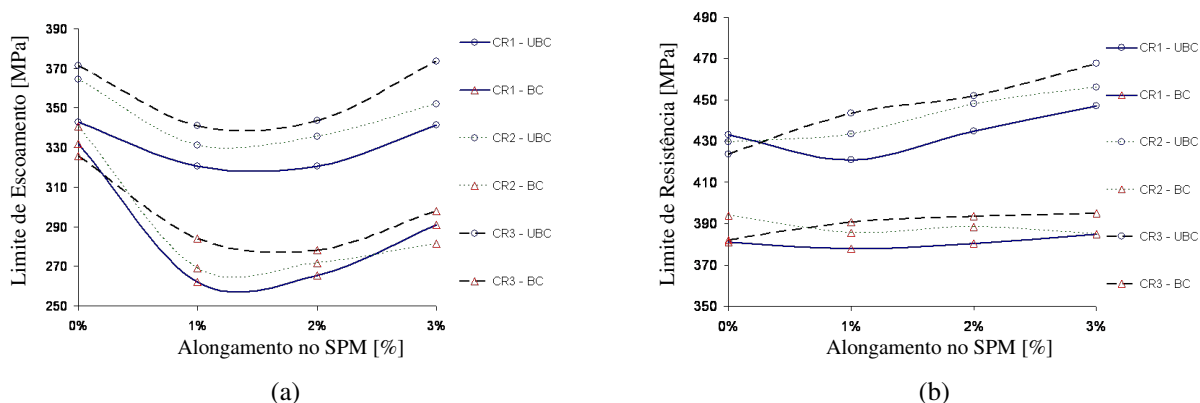 Limite de Escoamento [MPa]
390
370
350
330
310
290
270
250
0%
1%
2%
3%
Alongamento no SPM [%]
CR1 - UBC
CR1 - BC
CR2 - UBC
CR2 - BC
CR3 - UBC
CR3 - BC
(a)
Limite de Resistência [MPa]
490
470
450
430
410
390
370
350
0%
1%
2%
3%
Alongamento no SPM [%]
CR1 - UBC
CR1 - BC
CR2 - UBC
CR2 - BC
CR3 - UBC
CR3 - BC
(b)